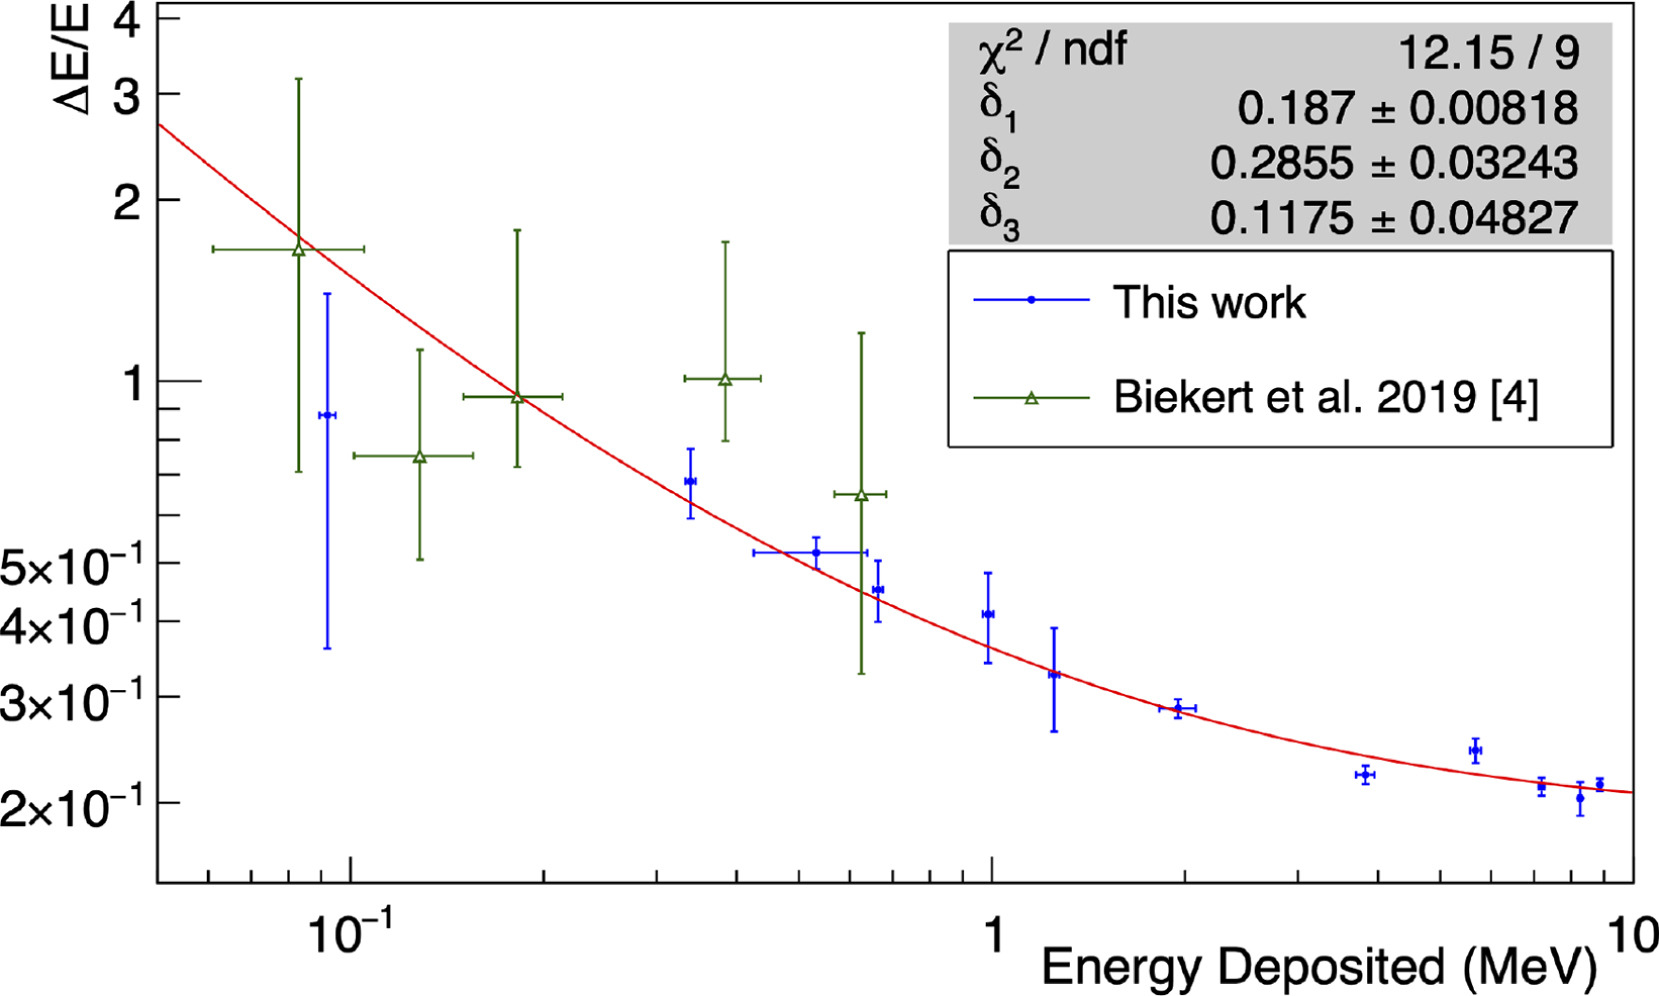 ΔE/E
4
3
2
1
5×10⁻¹
4×10⁻¹
3×10⁻¹
2×10⁻¹
χ² / ndf 12.15 / 9
δ₁ 0.187 ± 0.00818
δ₂ 0.2855 ± 0.03243
δ₃ 0.1175 ± 0.04827
This work
Biekert et al. 2019 [4]
10⁻¹ 1 10
Energy Deposited (MeV)